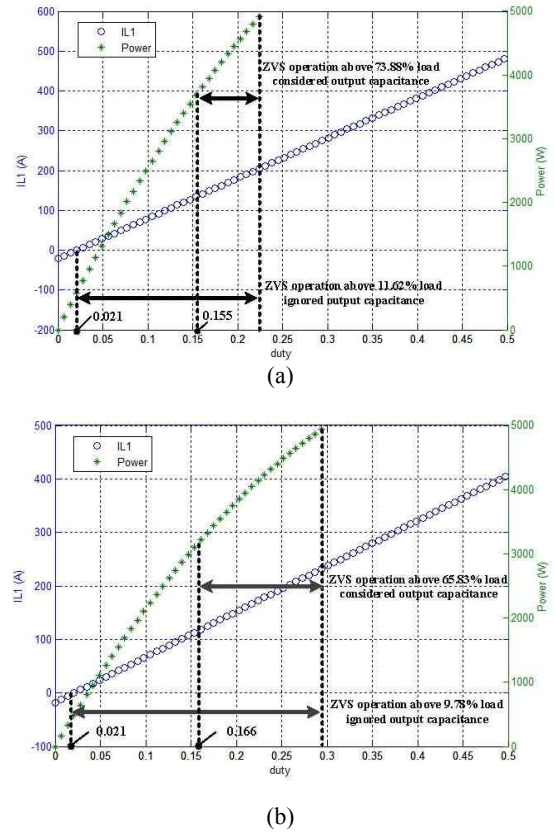 600
500
400
300
200
100
0
-100
-200
IL1 (A)
IL1
Power
ZVS operation above 73.88% load
considered output capacitance
ZVS operation above 11.62% load
ignored output capacitance
0.021
0.155
5000
4000
3000
2000
1000
0
Power (W)
0 0.05 0.1 0.15 0.2 0.25 0.3 0.35 0.4 0.45 0.5
duty
(a)
500
400
300
200
100
0
-100
IL1 (A)
IL1
Power
ZVS operation above 65.83% load
considered output capacitance
ZVS operation above 9.78% load
ignored output capacitance
0.021
0.166
5000
4000
3000
2000
1000
0
Power (W)
0 0.05 0.1 0.15 0.2 0.25 0.3 0.35 0.4 0.45 0.5
duty
(b)